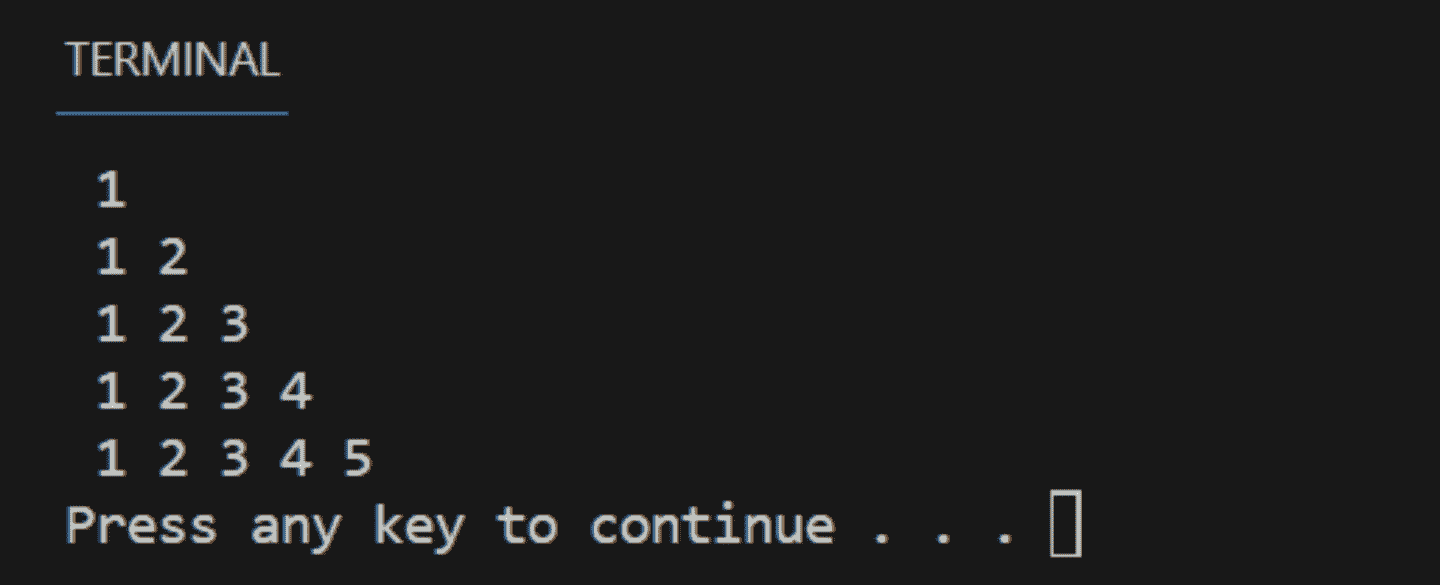 TERMINAL
1
1 2
1 2 3
1 2 3 4
1 2 3 4 5
Press any key to continue . . .